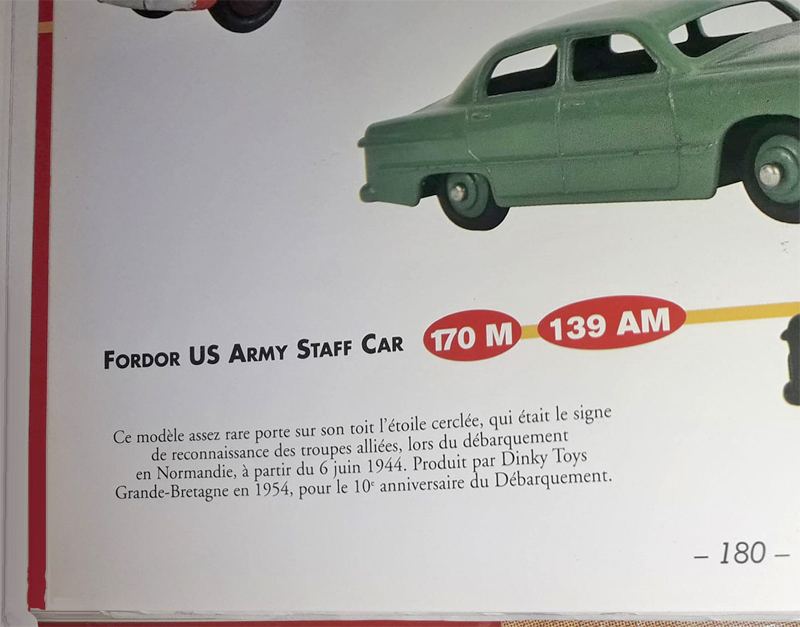 FORDOR US ARMY STAFF CAR 170 M 139 AM
Ce modèle assez rare porte sur son toit l'étoile cerclée, qui était le signe
de reconnaissance des troupes alliées, lors du débarquement
en Normandie, à partir du 6 juin 1944. Produit par Dinky Toys
Grande-Bretagne en 1954, pour le 10e anniversaire du Débarquement.
– 180 –